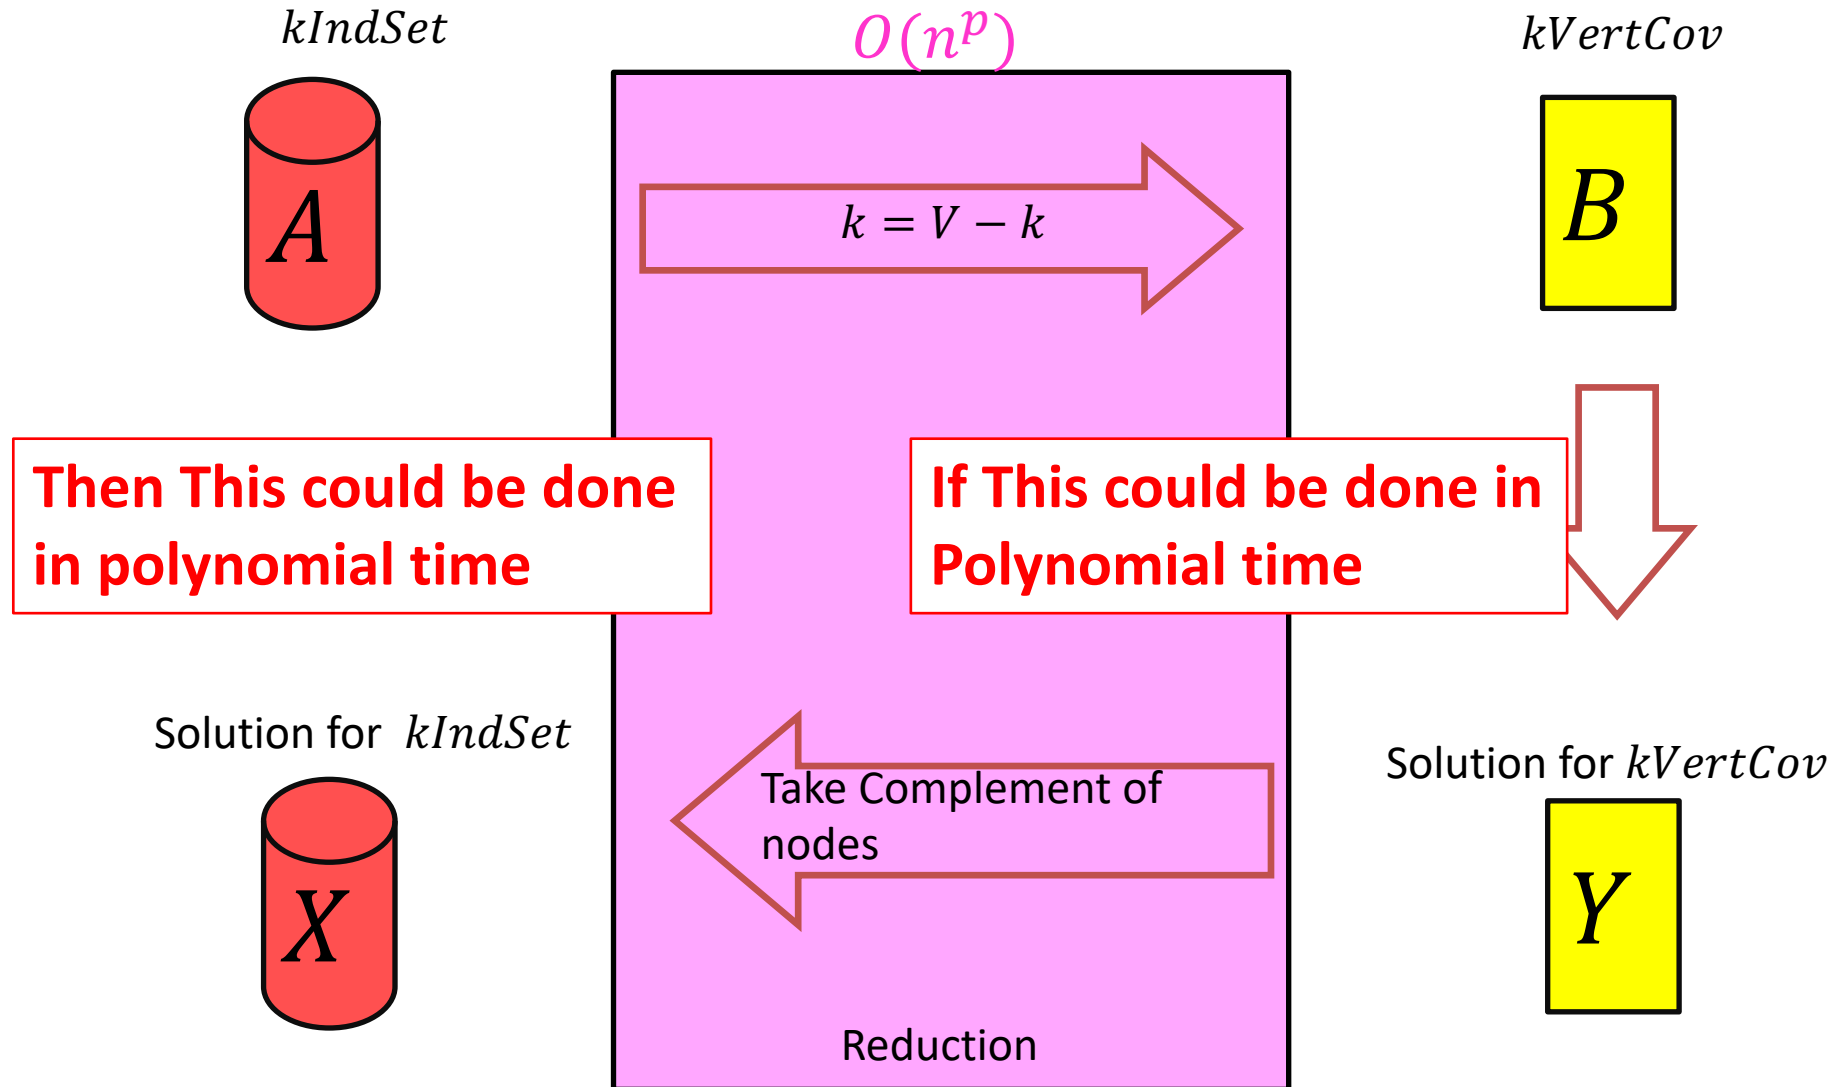 kIndSet
O(n^p)
kVertCov
A
k = V − k
B
Then This could be done
in polynomial time
If This could be done in
Polynomial time
Solution for kIndSet
Solution for kVertCov
Take Complement of
nodes
X
Y
Reduction